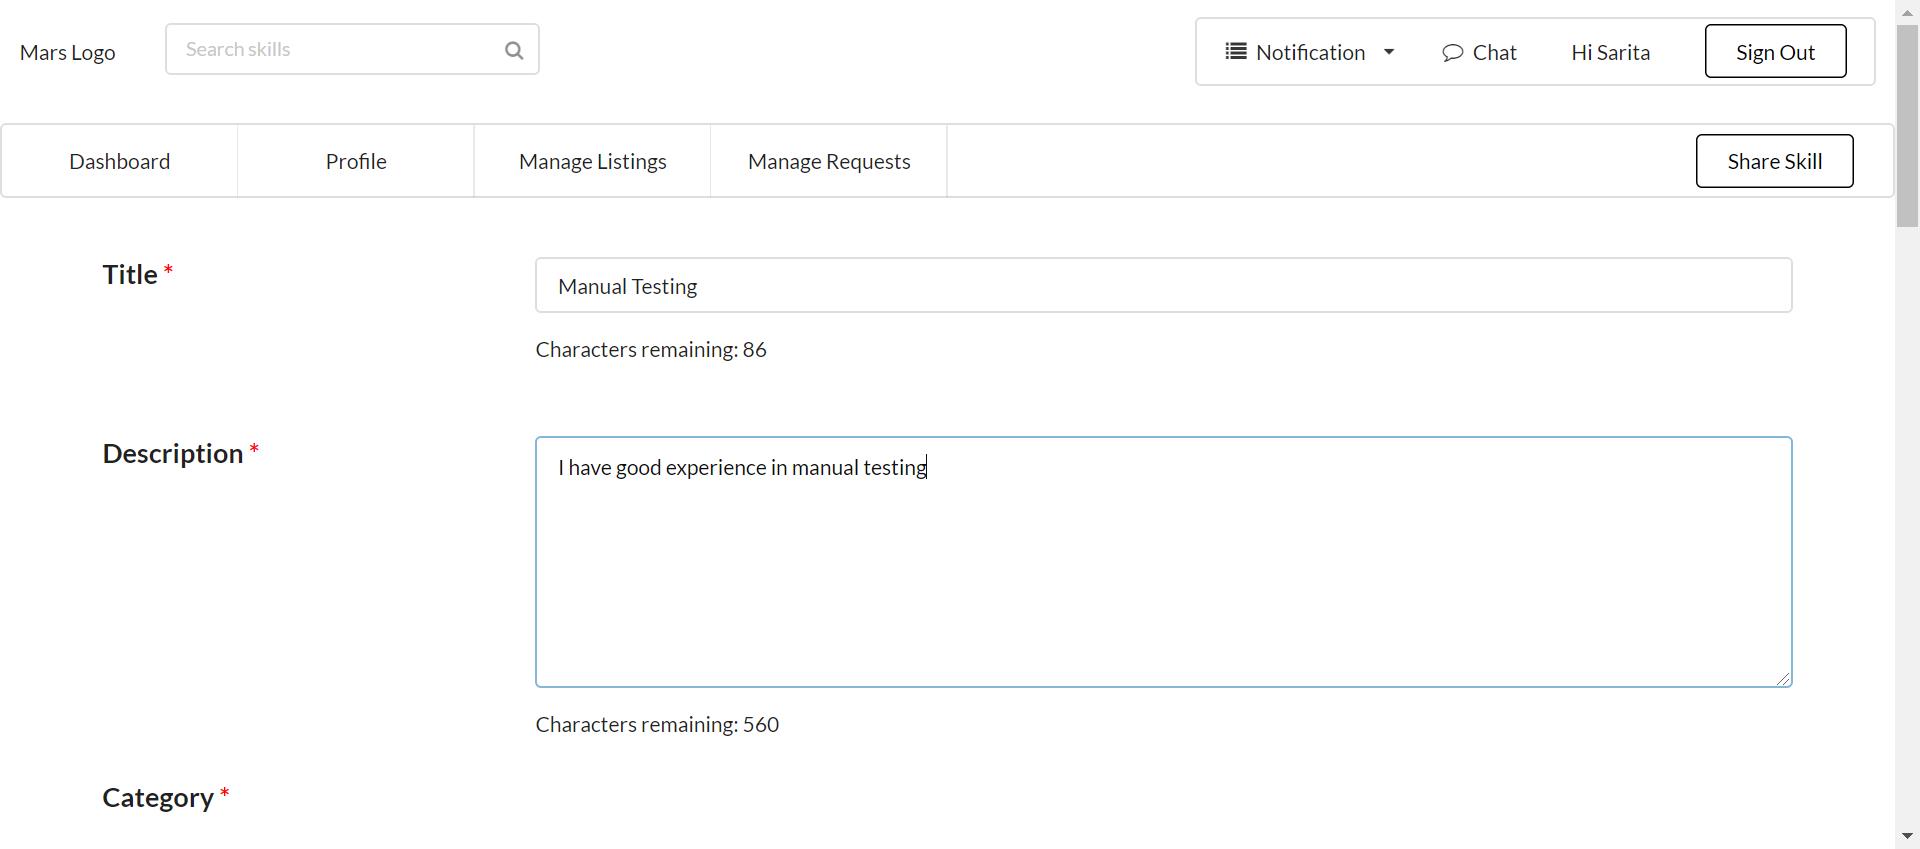 Mars Logo
Search skills
Notification
Chat
Hi Sarita
Sign Out
Dashboard
Profile
Manage Listings
Manage Requests
Share Skill
Title *
Manual Testing
Characters remaining: 86
Description *
I have good experience in manual testing
Characters remaining: 560
Category *